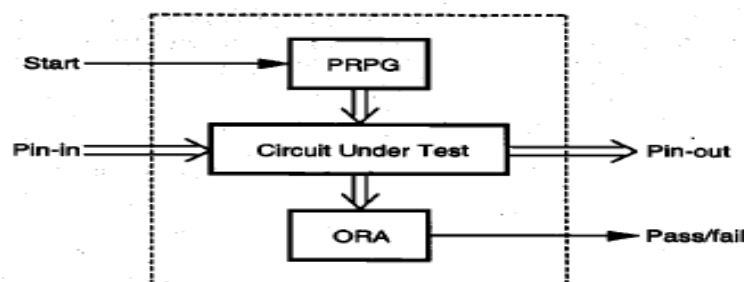 Start
PRPG
Pin-in
Circuit Under Test
Pin-out
ORA
Pass/fail